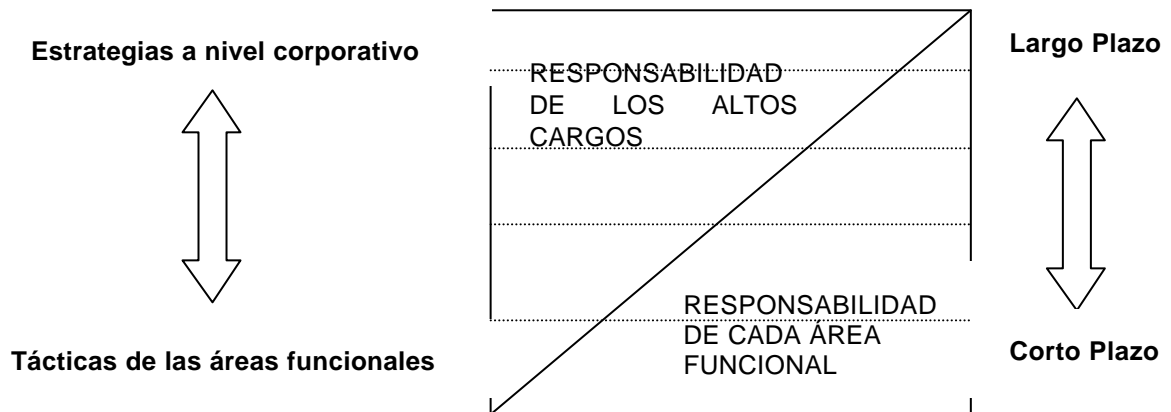 Estrategias a nivel corporativo
Largo Plazo
RESPONSABILIDAD
DE LOS ALTOS
CARGOS
RESPONSABILIDAD
DE CADA ÁREA
FUNCIONAL
Tácticas de las áreas funcionales
Corto Plazo